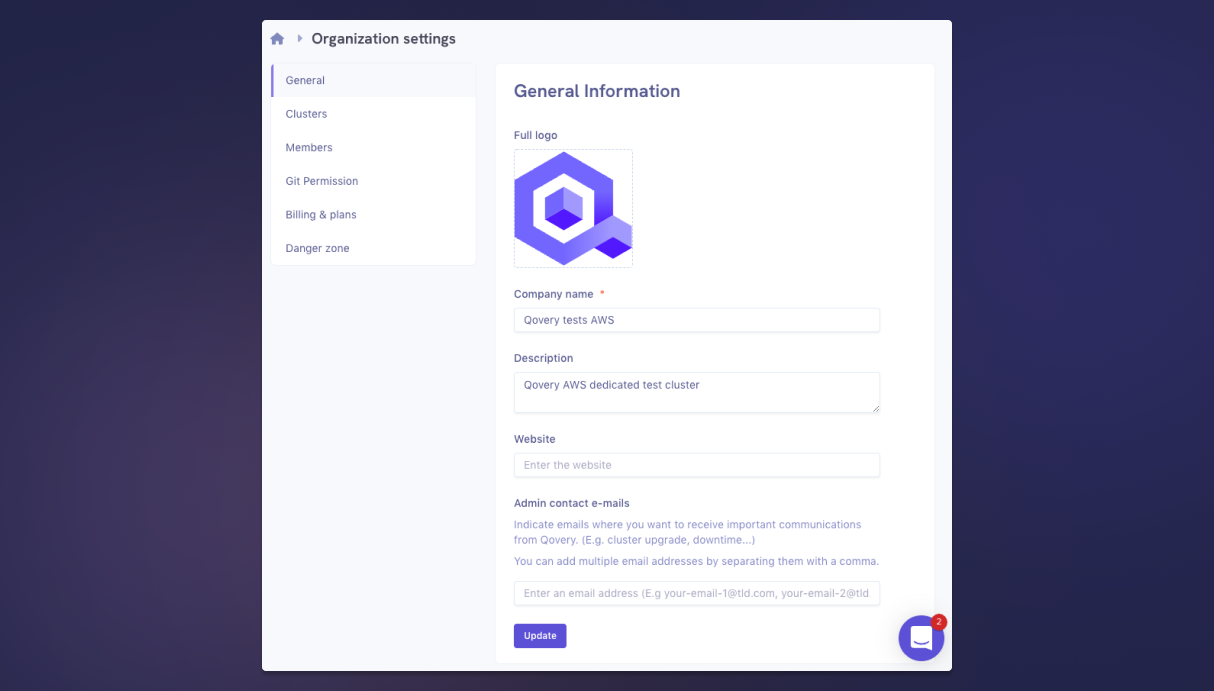 Organization settings
General
Clusters
Members
Git Permission
Billing & plans
Danger zone
General Information
Full logo
Company name *
Qovery tests AWS
Description
Qovery AWS dedicated test cluster
Website
Enter the website
Admin contact e-mails
Indicate emails where you want to receive important communications
from Qovery. (E.g. cluster upgrade, downtime...)
You can add multiple email addresses by separating them with a comma.
Enter an email address (E.g your-email-1@tld.com, your-email-2@tld
Update
2